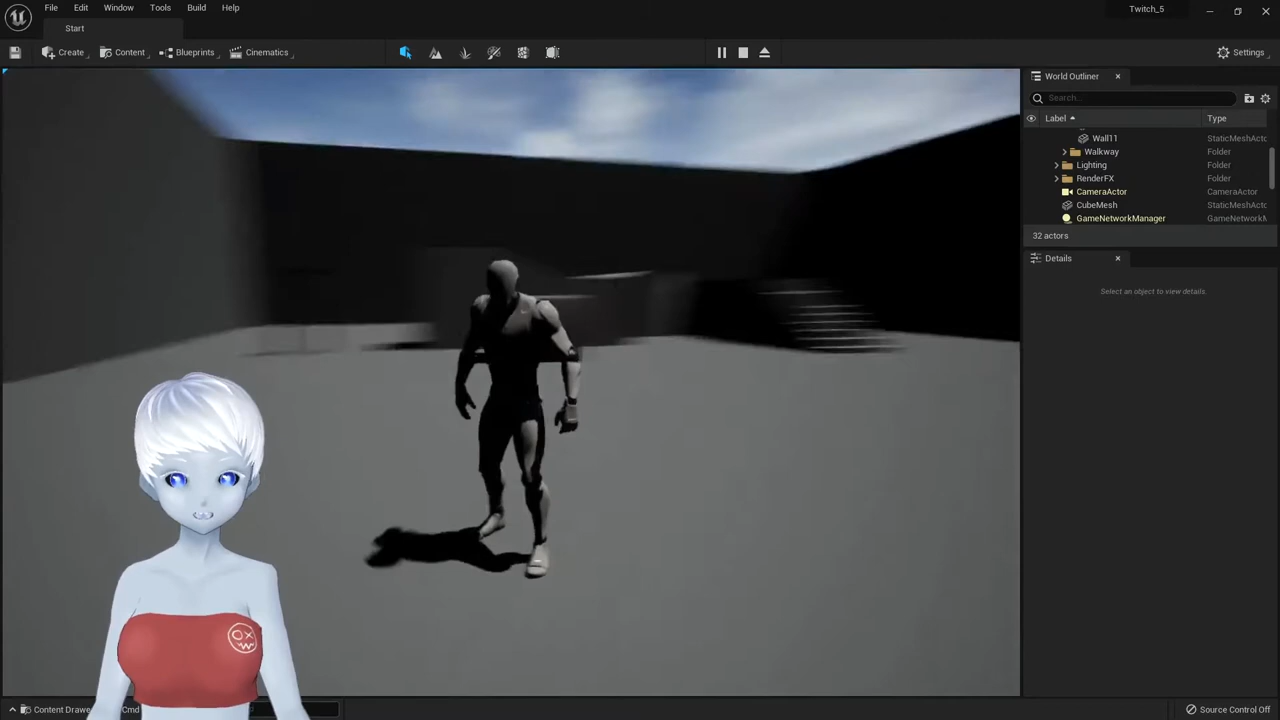 File Edit Window Tools Build Help
Twitch_5
Start
Create Content Blueprints Cinematics
Settings
World Outliner
Search...
Label Type
Wall11 StaticMeshActo
Walkway Folder
Lighting Folder
RenderFX Folder
CameraActor CameraActor
CubeMesh StaticMeshActo
GameNetworkManager GameNetworkM
32 actors
Details
Select an object to view details.
Content Drawe Cmd
Source Control Off